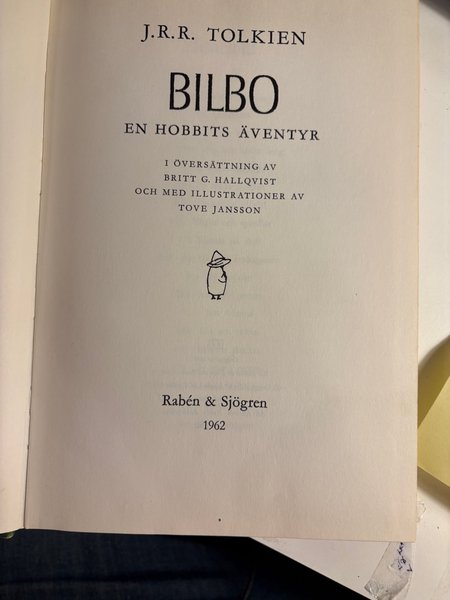 J.R.R. TOLKIEN
BILBO
EN HOBBITS ÄVENTYR
I ÖVERSÄTTNING AV
BRITT G. HALLQVIST
OCH MED ILLUSTRATIONER AV
TOVE JANSSON
Rabén & Sjögren
1962